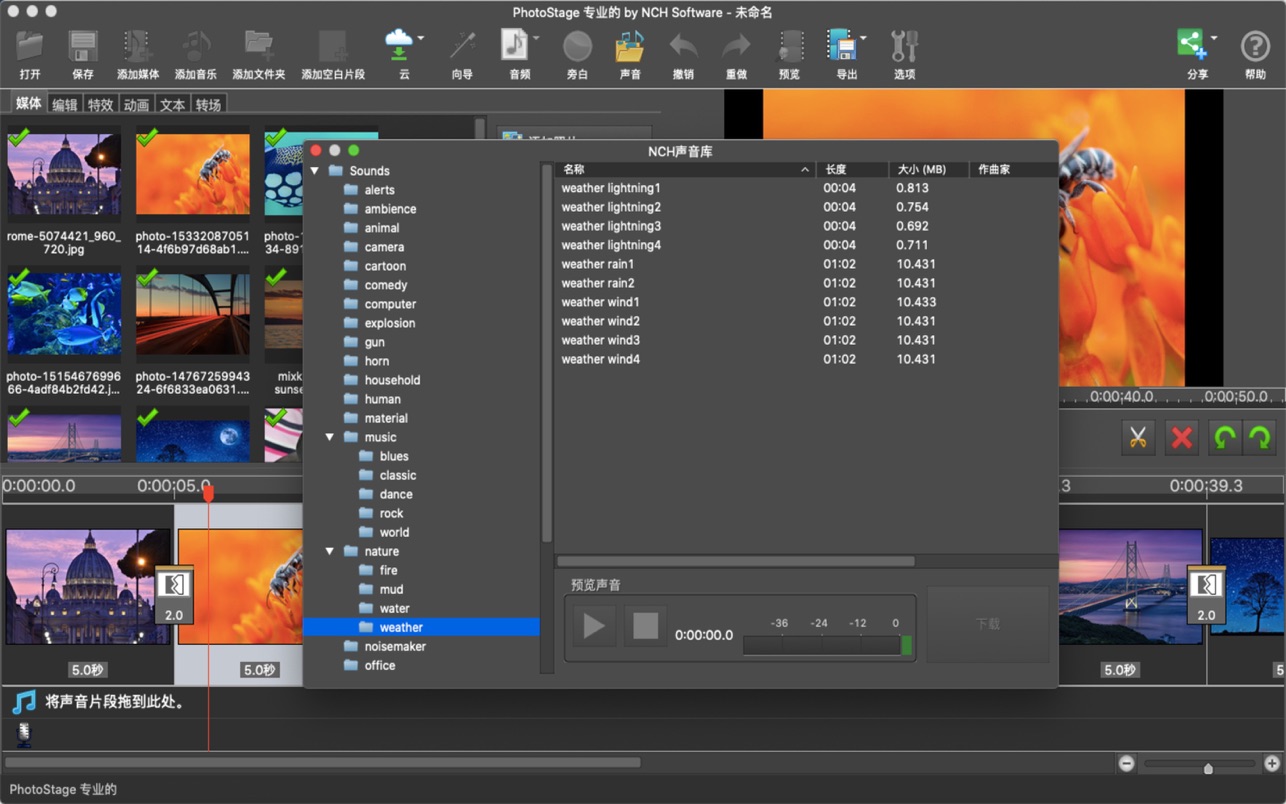 PhotoStage 专业的 by NCH Software - 未命名
打开 保存 添加媒体 添加音乐 添加文件夹 添加空白片段 云 向导 音频 旁白 声音 撤销 重做 预览 导出 选项 分享 帮助
媒体 编辑 特效 动画 文本 转场
rome-5074421_960_
720.jpg
photo-15332087051
14-4f6b97d68ab1....
photo-1
34-891
photo-1515467699​6
66-4adf84b2fd42.j...
photo-14767259943
24-6f6833ea0631....
mixk
sunse
NCH声音库
Sounds
alerts
ambience
animal
camera
cartoon
comedy
computer
explosion
gun
horn
household
human
material
music
blues
classic
dance
rock
world
nature
fire
mud
water
weather
noisemaker
office
名称 长度 大小 (MB) 作曲家
weather lightning1 00:04 0.813
weather lightning2 00:04 0.754
weather lightning3 00:04 0.692
weather lightning4 00:04 0.711
weather rain1 01:02 10.431
weather rain2 01:02 10.431
weather wind1 01:02 10.433
weather wind2 01:02 10.431
weather wind3 01:02 10.431
weather wind4 01:02 10.431
预览声音
0:00:00.0
-36 -24 -12 0
下载
0:00:40.0 0:00:50.0
0:00:00.0 0:00:05.0 .3 0:00:39.3
2.0 2.0
5.0秒 5.0秒 5.0秒 5
将声音片段拖到此处。
PhotoStage 专业的